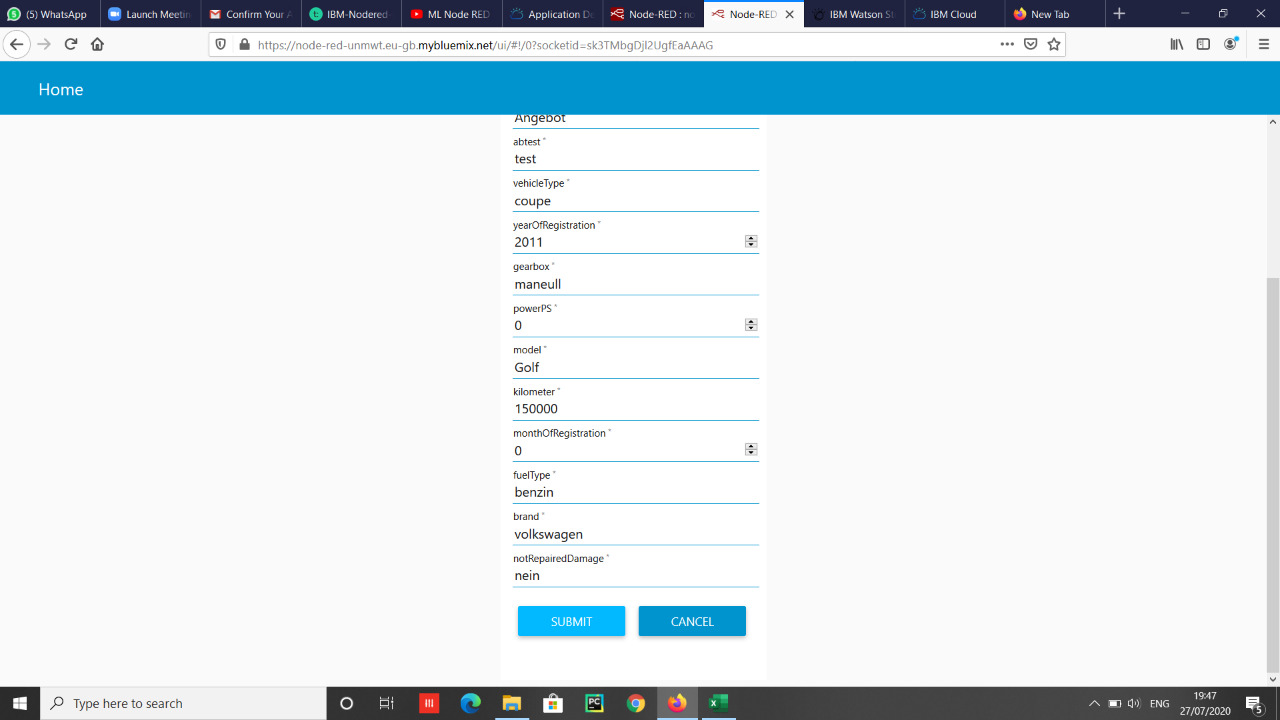 (5) WhatsApp
Launch Meetin
Confirm Your A
IBM-Nodered
ML Node RED
Application De
Node-RED : no
Node-RED
IBM Watson St
IBM Cloud
New Tab
https://node-red-unmwt.eu-gb.mybluemix.net/ui/#!/0?socketid=sk3TMbgDjl2UgfEaAAAG
Home
Angebot
abtest *
test
vehicleType *
coupe
yearOfRegistration *
2011
gearbox *
maneull
powerPS *
0
model *
Golf
kilometer *
150000
monthOfRegistration *
0
fuelType *
benzin
brand *
volkswagen
notRepairedDamage *
nein
SUBMIT CANCEL
Type here to search
ENG
19:47
27/07/2020
5